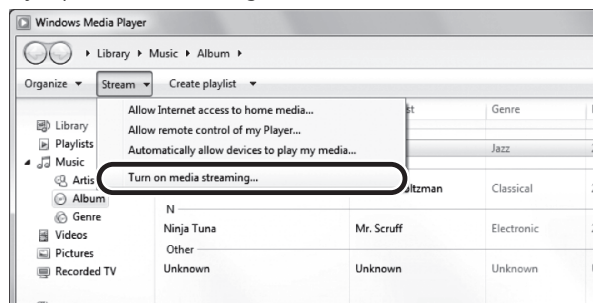 Windows Media Player
Library Music Album
Organize Stream Create playlist
Allow Internet access to home media...
Allow remote control of my Player...
Automatically allow devices to play my media...
Turn on media streaming...
Genre
Library
Playlists
Music
Artis
Album
Genre
Videos
Pictures
Recorded TV
Jazz
oltzman Classical
N
Ninja Tuna Mr. Scruff Electronic
Other
Unknown Unknown Unknown